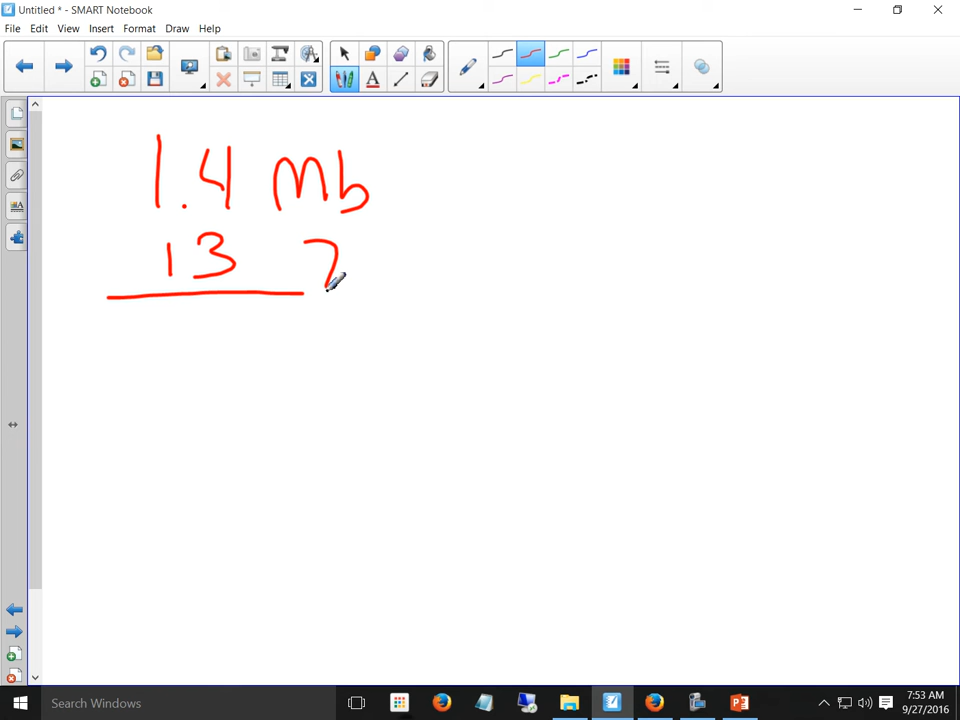 Untitled * - SMART Notebook
File Edit View Insert Format Draw Help
1.4 Mb
13
Search Windows
7:53 AM
9/27/2016